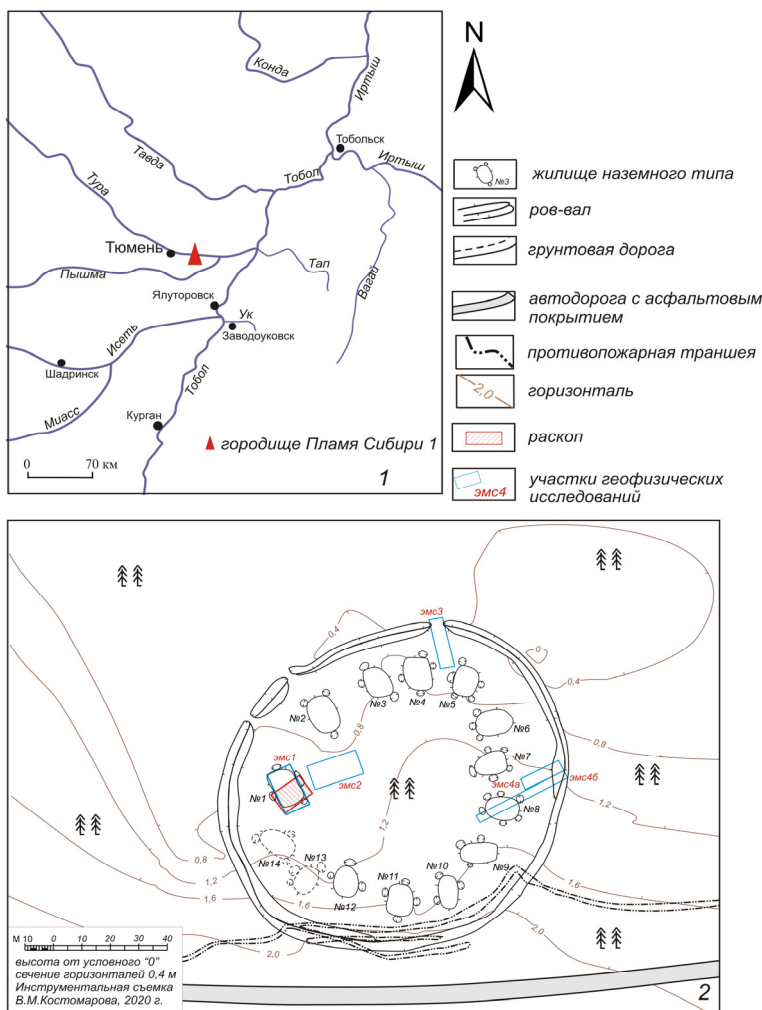 Конда
Иртыш
Тобольск
Иртыш
Тавда
Тобол
Тура
Тюмень
Тап
Вагай
Пышма
Ялуторовск
Ук
Заводоуковск
Исеть
Шадринск
Тобол
Миасс
Курган
городище Пламя Сибири 1
0 70 км
1
N
№3
жилище наземного типа
ров-вал
грунтовая дорога
автодорога с асфальтовым
покрытием
противопожарная траншея
2,0
горизонталь
раскоп
эмс4
участки геофизических
исследований
эмс3
0,4
0
0,4
№3
№4
№5
№2
0,8
№6
0,8
эмс1
№7
эмс2
эмс4а
эмс4б
№1
№8
1,2
1,2
0,8
№13
№14
1,2
№11
№10
№9
1,6
1,6
1,6
№12
2,0
2,0
М 10 0 10 20 30 40
высота от условного “0”
сечение горизонталей 0,4 м
Инструментальная съемка
В.М.Костомарова, 2020 г.
2